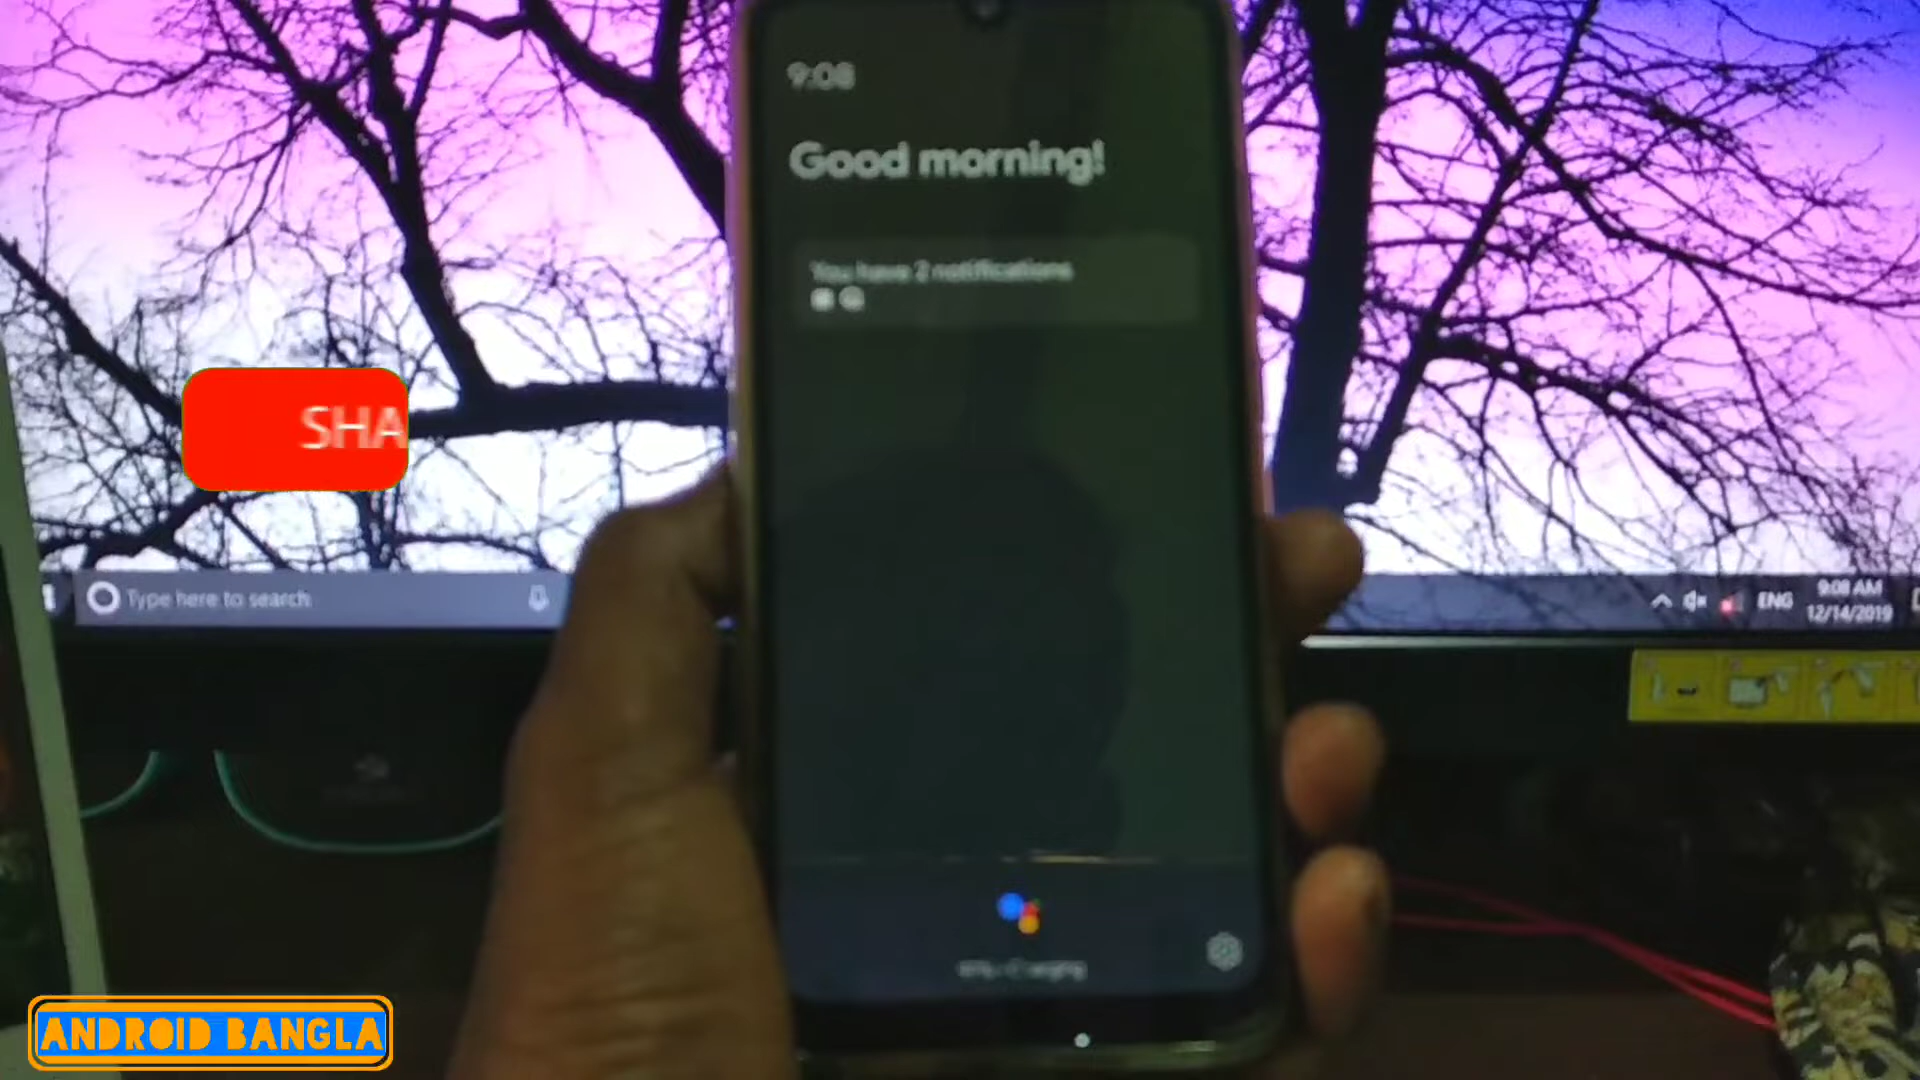 9:08
Good morning!
You have 2 notifications
SHA
Type here to search
ENG
9:08 AM
12/14/2019
Charging
ANDROID BANGLA